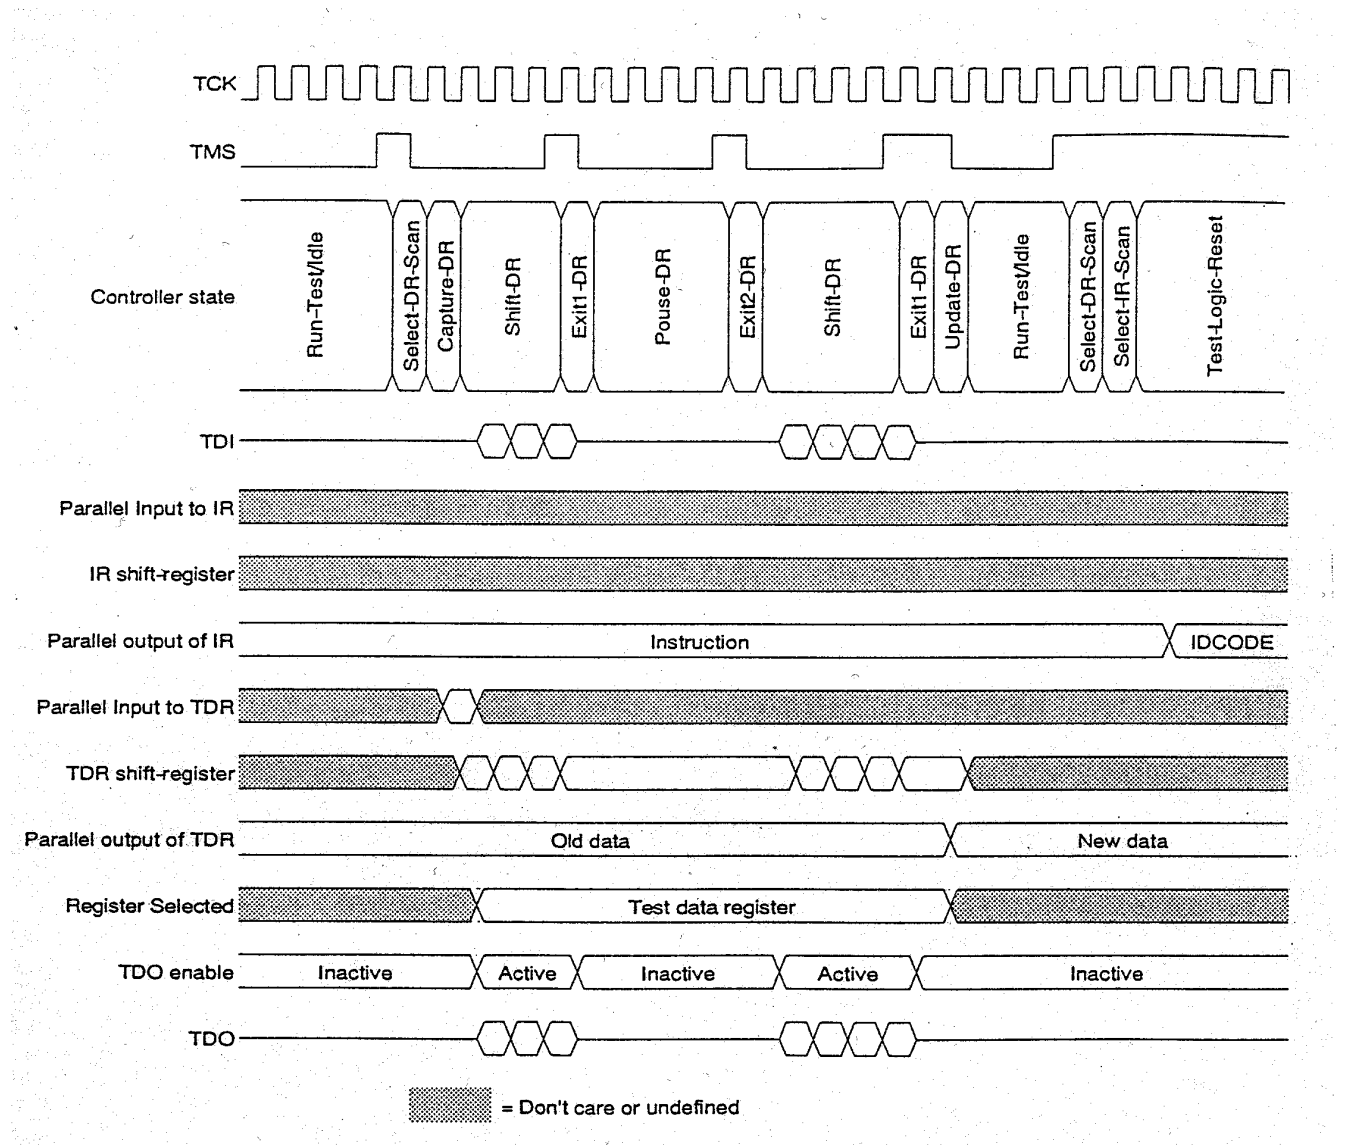 TCK
TMS
Controller state
Run-Test/Idle
Select-DR-Scan
Capture-DR
Shift-DR
Exit1-DR
Pouse-DR
Exit2-DR
Shift-DR
Exit1-DR
Update-DR
Run-Test/Idle
Select-DR-Scan
Select-IR-Scan
Test-Logic-Reset
TDI
Parallel Input to IR
IR shift-register
Parallel output of IR
Instruction
IDCODE
Parallel Input to TDR
TDR shift-register
Parallel output of TDR
Old data
New data
Register Selected
Test data register
TDO enable
Inactive
Active
Inactive
Active
Inactive
TDO
= Don't care or undefined